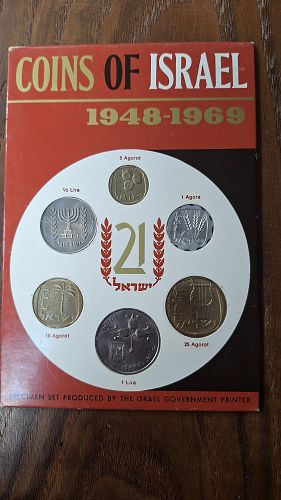 COINS OF ISRAEL
1948-1969
5 Agorot
½ Lira
1 Agora
21
ישראל
10 Agorot
25 Agorot
1 Lira
SPECIMEN SET PRODUCED BY THE ISRAEL GOVERNMENT PRINTER